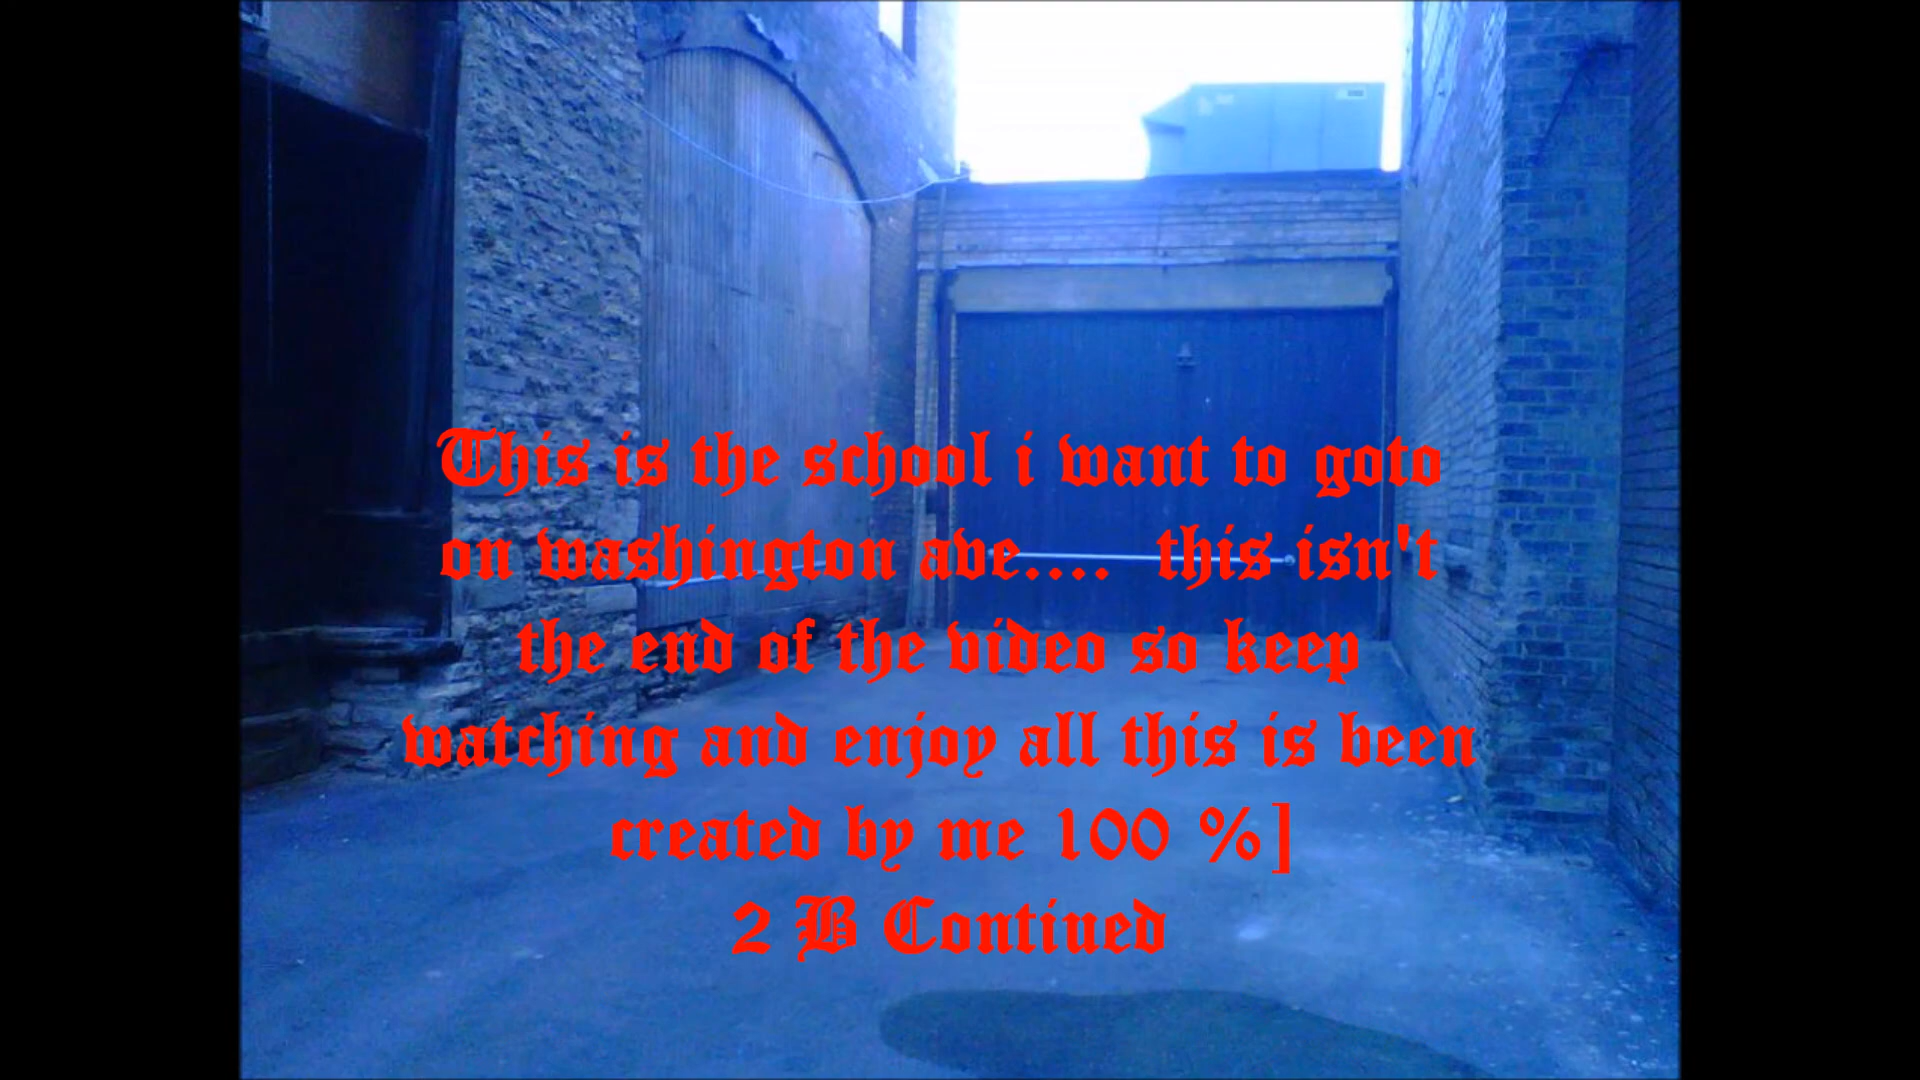 This is the school i want to goto
on washington ave.... this isn't
the end of the video so keep
watching and enjoy all this is been
created by me 100 %]
2 B Contiued